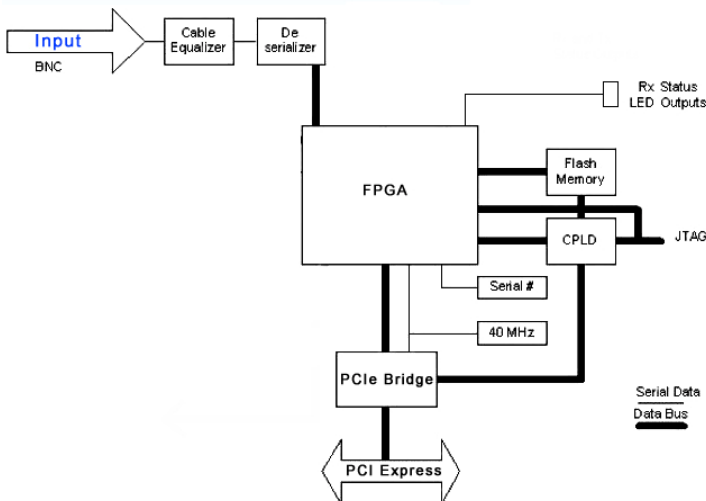 Input
BNC
Cable
Equalizer
De
serializer
Rx Status
LED Outputs
FPGA
Flash
Memory
CPLD
JTAG
Serial #
40 MHz
PCIe Bridge
Serial Data
Data Bus
PCI Express